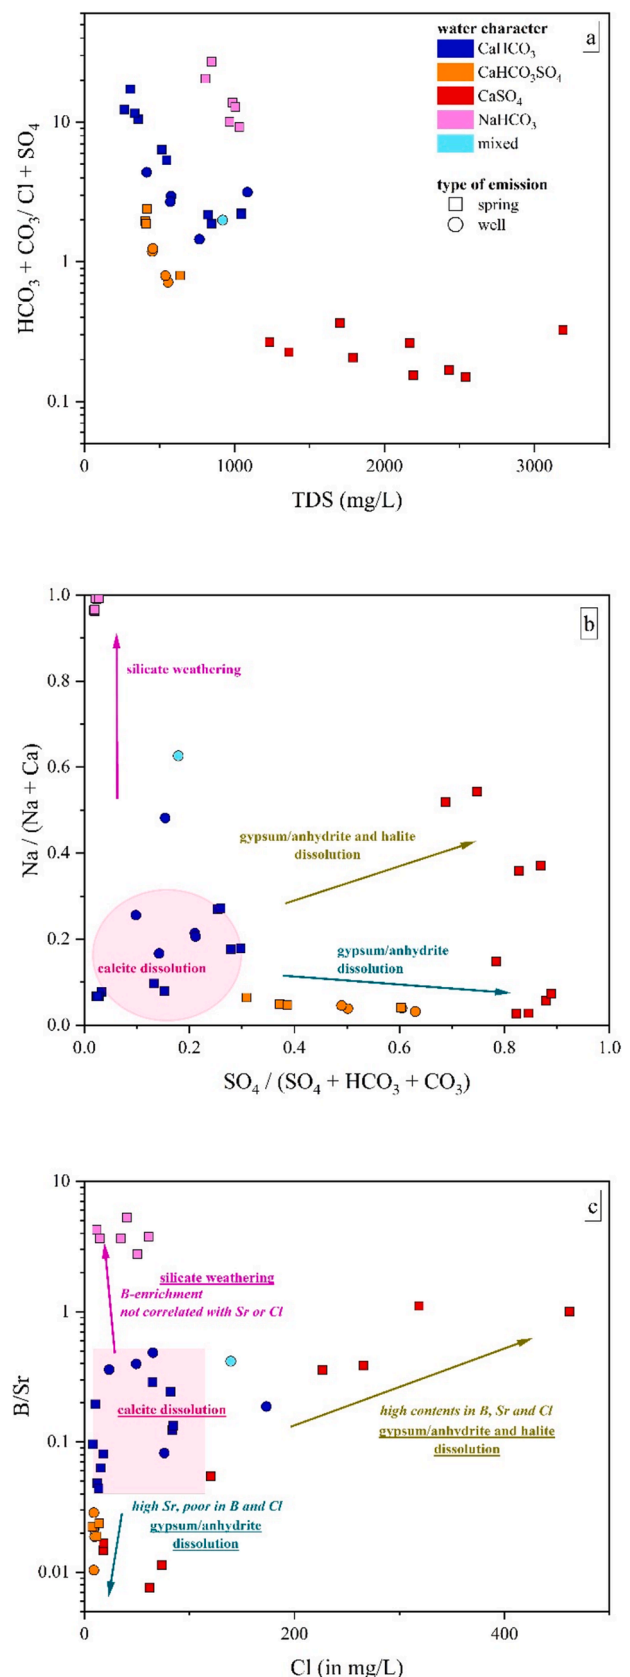 a
water character
CaHCO₃
CaHCO₃SO₄
CaSO₄
NaHCO₃
mixed
type of emission
spring
well
10
1
0.1
HCO₃ + CO₃/ Cl + SO₄
0
1000
2000
3000
TDS (mg/L)
b
1.0
0.8
0.6
0.4
0.2
0.0
Na / (Na + Ca)
silicate weathering
gypsum/anhydrite and halite
dissolution
calcite dissolution
gypsum/anhydrite
dissolution
0.0
0.2
0.4
0.6
0.8
1.0
SO₄ / (SO₄ + HCO₃ + CO₃)
c
10
1
0.1
0.01
B/Sr
silicate weathering
B-enrichment
not correlated with Sr or Cl
calcite dissolution
high contents in B, Sr and Cl
gypsum/anhydrite and halite
dissolution
high Sr, poor in B and Cl
gypsum/anhydrite
dissolution
0
200
400
Cl (in mg/L)